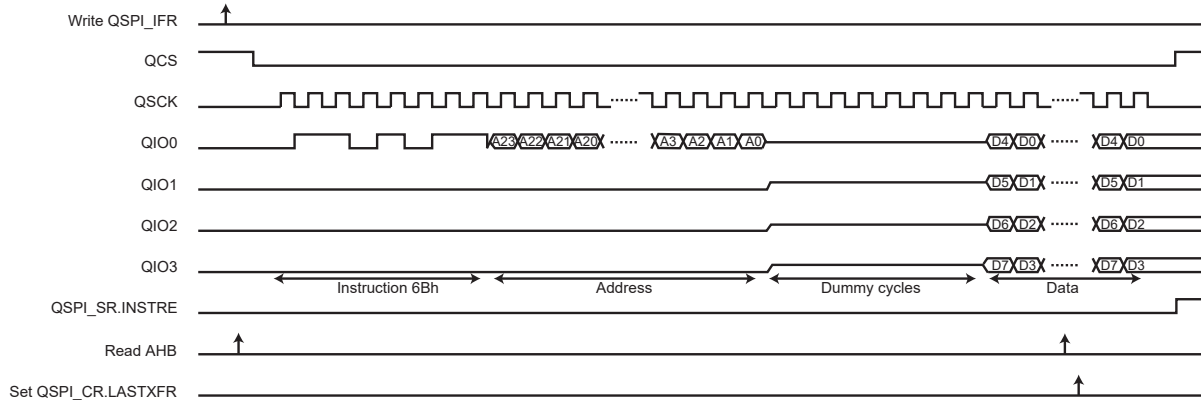 Write QSPI_IFR
QCS
QSCK
QIO0 A23 A22 A21 A20 A3 A2 A1 A0 D4 D0 D4 D0
QIO1 D5 D1 D5 D1
QIO2 D6 D2 D6 D2
QIO3 D7 D3 D7 D3
Instruction 6Bh Address Dummy cycles Data
QSPI_SR.INSTRE
Read AHB
Set QSPI_CR.LASTXFR